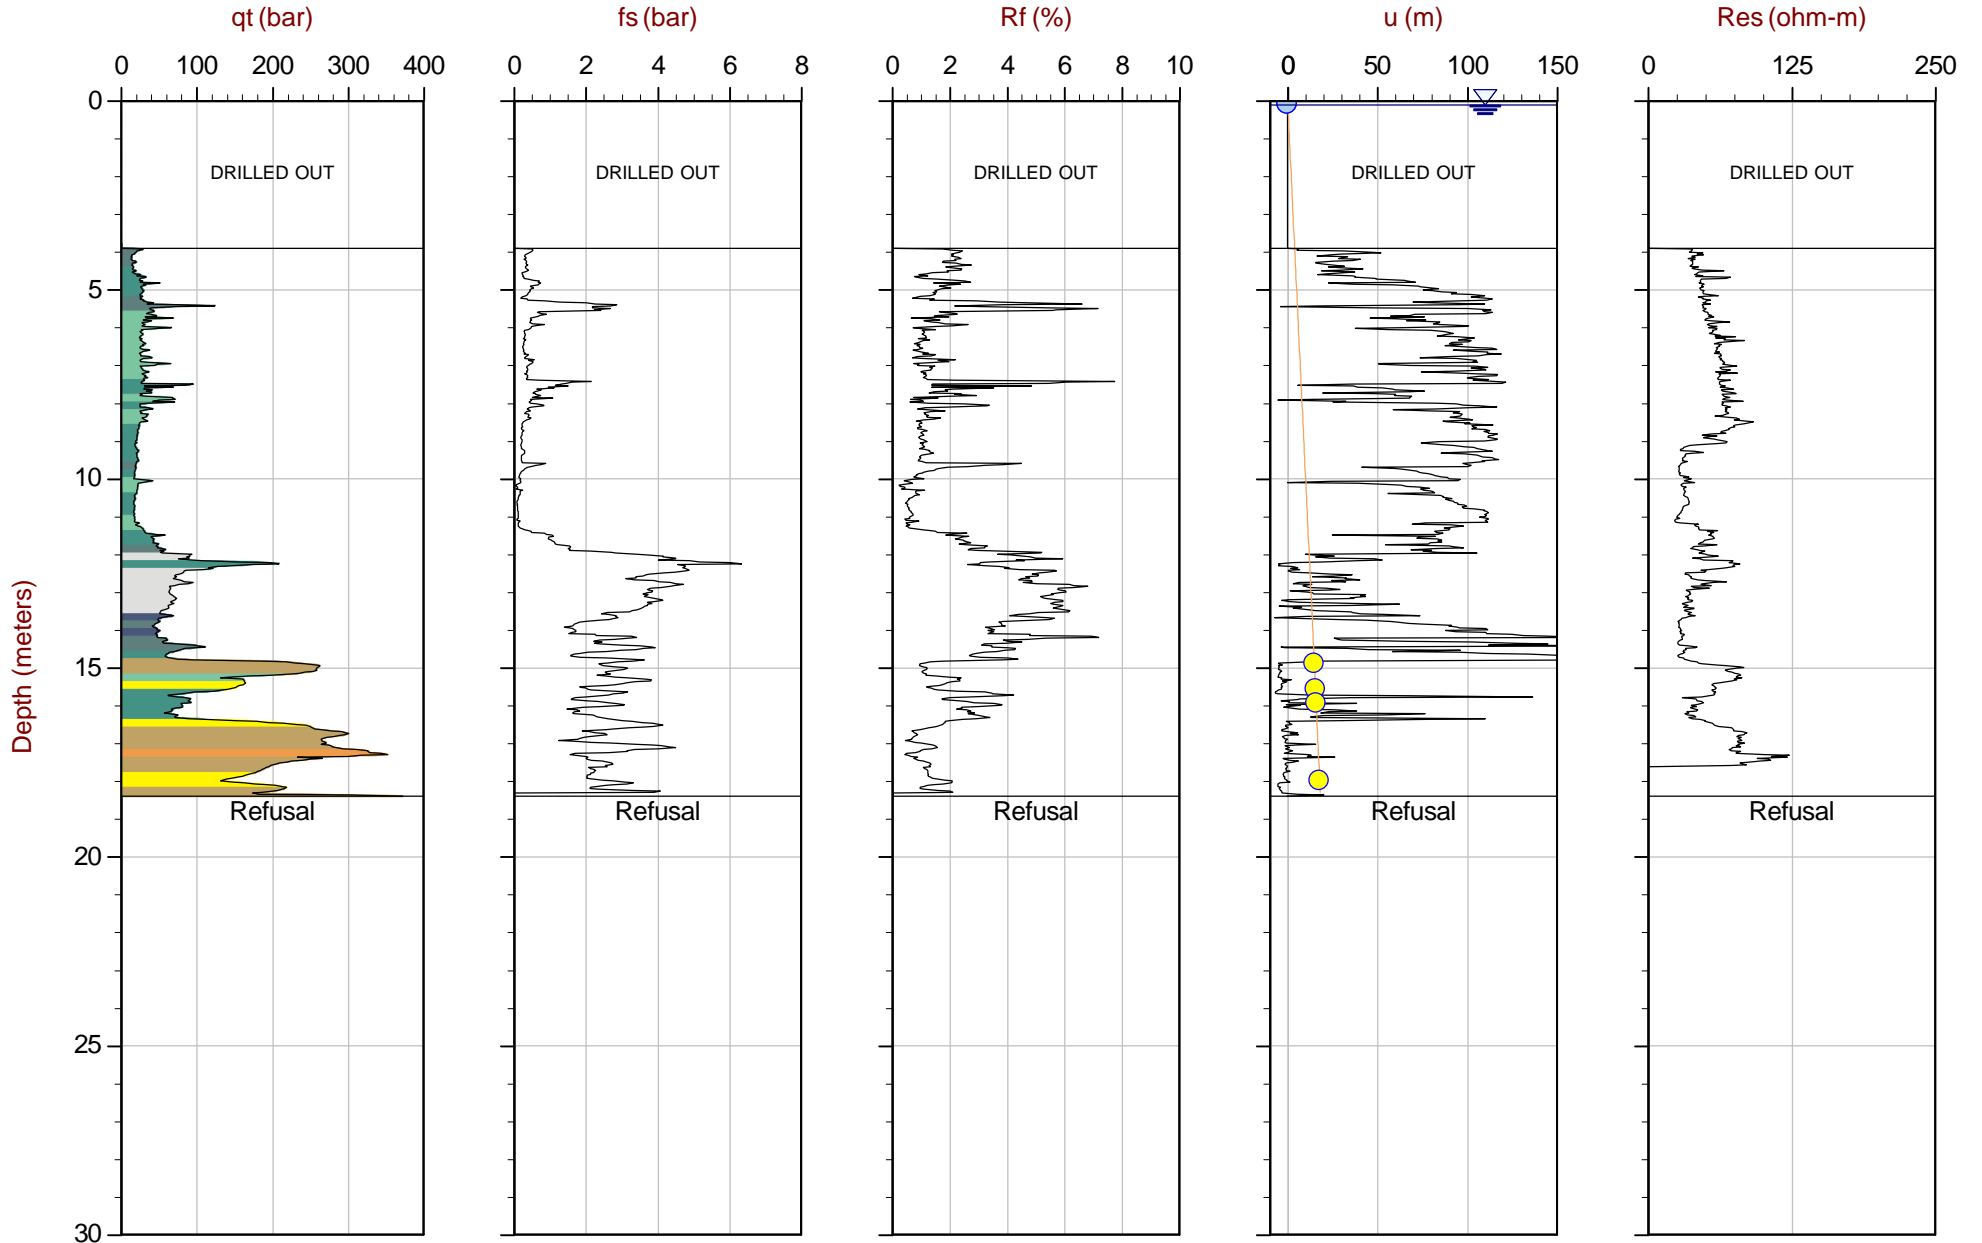 qt (bar) fs (bar) Rf (%) u (m) Res (ohm-m)
0 100 200 300 400 0 2 4 6 8 0 2 4 6 8 10 0 50 100 150 0 125 250
0
DRILLED OUT DRILLED OUT DRILLED OUT DRILLED OUT DRILLED OUT
5
10
Depth (meters)
15
Refusal Refusal Refusal Refusal Refusal
20
25
30